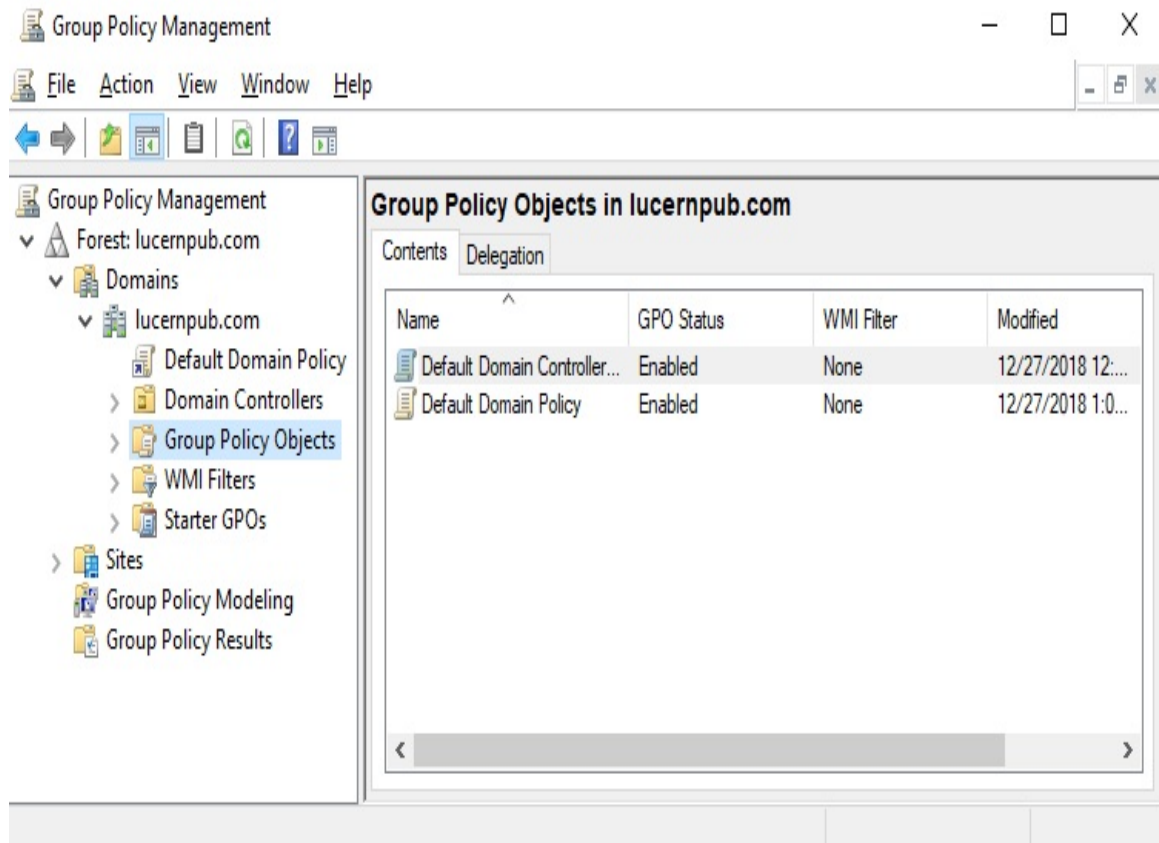 Group Policy Management
File Action View Window Help
Group Policy Management
Forest: lucernpub.com
Domains
lucernpub.com
Default Domain Policy
Domain Controllers
Group Policy Objects
WMI Filters
Starter GPOs
Sites
Group Policy Modeling
Group Policy Results
Group Policy Objects in lucernpub.com
Contents Delegation
Name GPO Status WMI Filter Modified
Default Domain Controller... Enabled None 12/27/2018 12:...
Default Domain Policy Enabled None 12/27/2018 1:0...